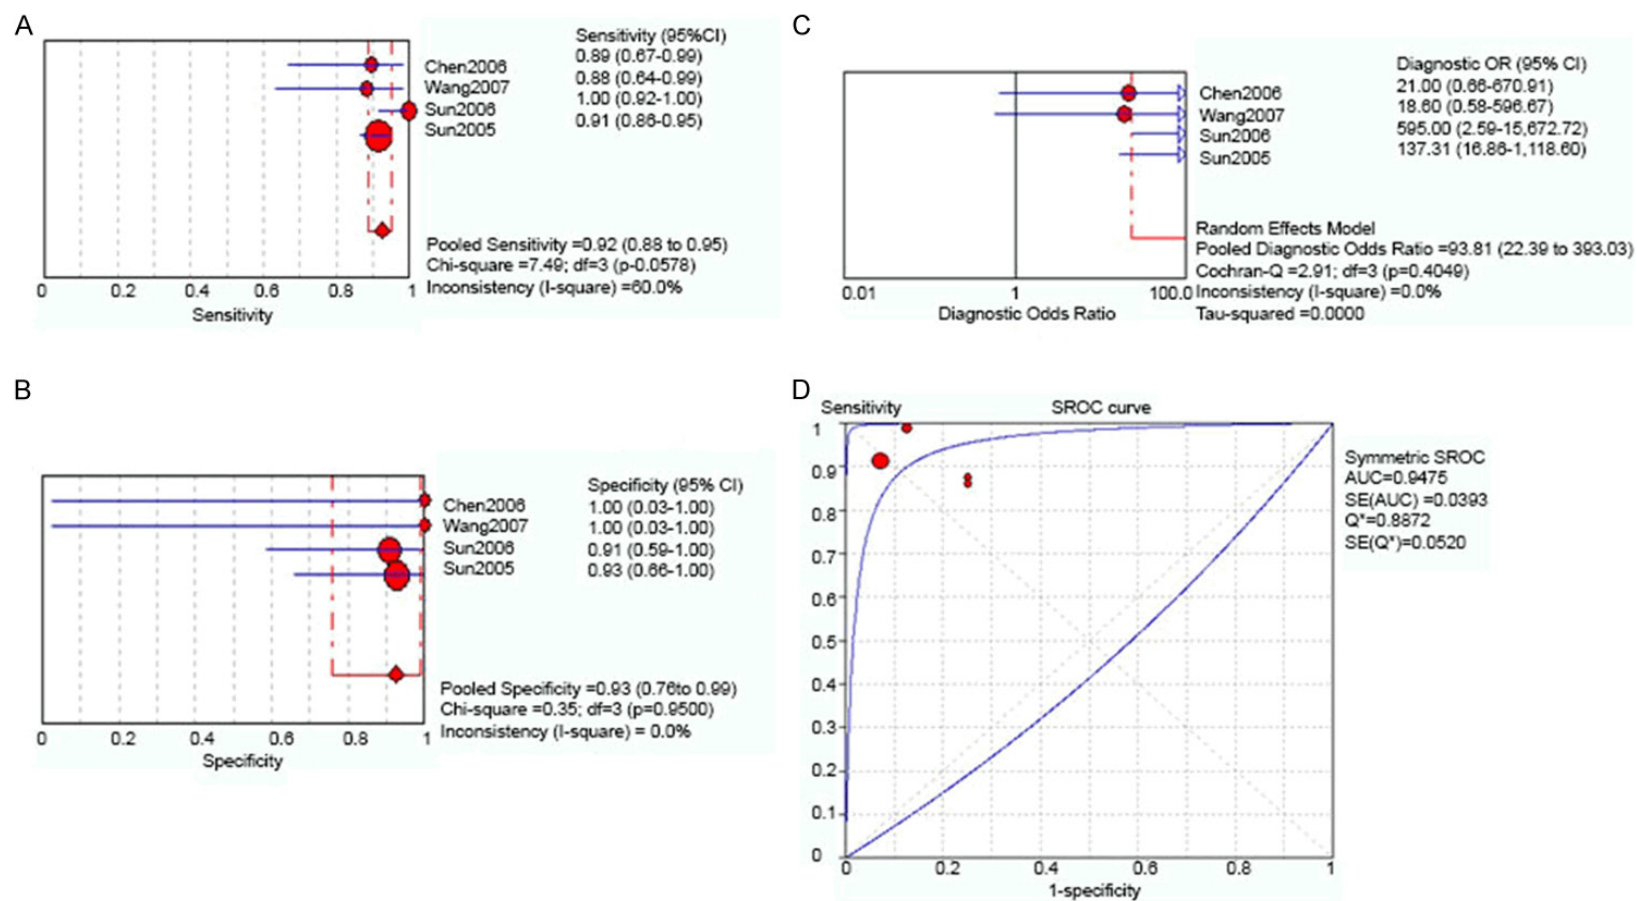 A
Sensitivity (95%CI)
Chen2006 0.89 (0.67-0.99)
Wang2007 0.88 (0.64-0.99)
Sun2006 1.00 (0.92-1.00)
Sun2005 0.91 (0.86-0.95)
Pooled Sensitivity =0.92 (0.88 to 0.95)
Chi-square =7.49; df=3 (p-0.0578)
Inconsistency (I-square) =60.0%
0 0.2 0.4 0.6 0.8 1
Sensitivity
B
Specificity (95% CI)
Chen2006 1.00 (0.03-1.00)
Wang2007 1.00 (0.03-1.00)
Sun2006 0.91 (0.59-1.00)
Sun2005 0.93 (0.66-1.00)
Pooled Specificity =0.93 (0.76to 0.99)
Chi-square =0.35; df=3 (p=0.9500)
Inconsistency (I-square) = 0.0%
0 0.2 0.4 0.6 0.8 1
Specificity
C
Diagnostic OR (95% CI)
Chen2006 21.00 (0.66-670.91)
Wang2007 18.60 (0.58-596.67)
Sun2006 595.00 (2.59-15,672.72)
Sun2005 137.31 (16.86-1,118.60)
Random Effects Model
Pooled Diagnostic Odds Ratio =93.81 (22.39 to 393.03)
Cochran-Q =2.91; df=3 (p=0.4049)
Inconsistency (I-square) =0.0%
Tau-squared =0.0000
0.01 1 100.0
Diagnostic Odds Ratio
D
Sensitivity SROC curve
1
0.9
0.8
0.7
0.6
0.5
0.4
0.3
0.2
0.1
0
0 0.2 0.4 0.6 0.8 1
1-specificity
Symmetric SROC
AUC=0.9475
SE(AUC) =0.0393
Q*=0.8872
SE(Q*)=0.0520